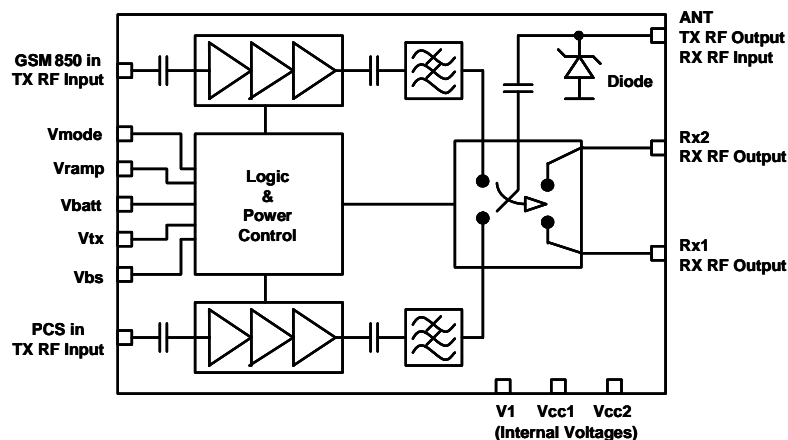 ANT
TX RF Output
RX RF Input
GSM850 in
TX RF Input
Diode
Vmode
Vramp
Vbatt
Vtx
Vbs
Logic
&
Power
Control
Rx2
RX RF Output
Rx1
RX RF Output
PCS in
TX RF Input
V1 Vcc1 Vcc2
(Internal Voltages)